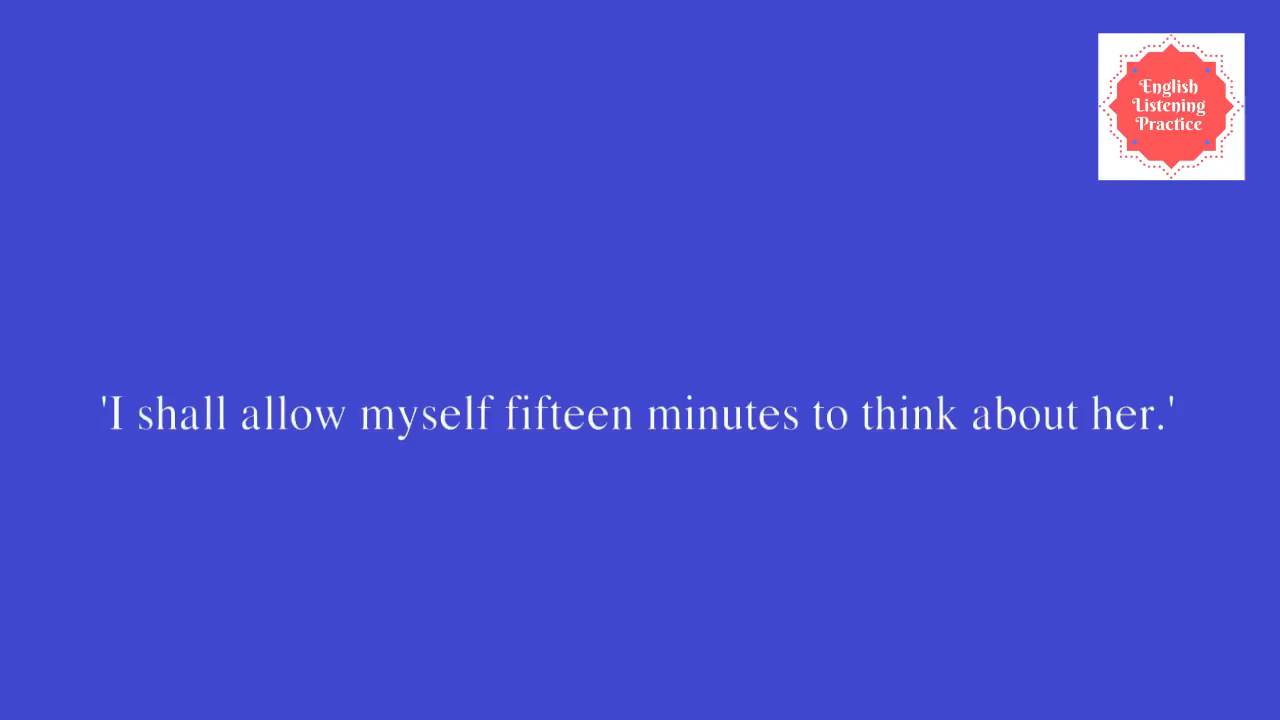 English
Listening
Practice
'I shall allow myself fifteen minutes to think about her.'